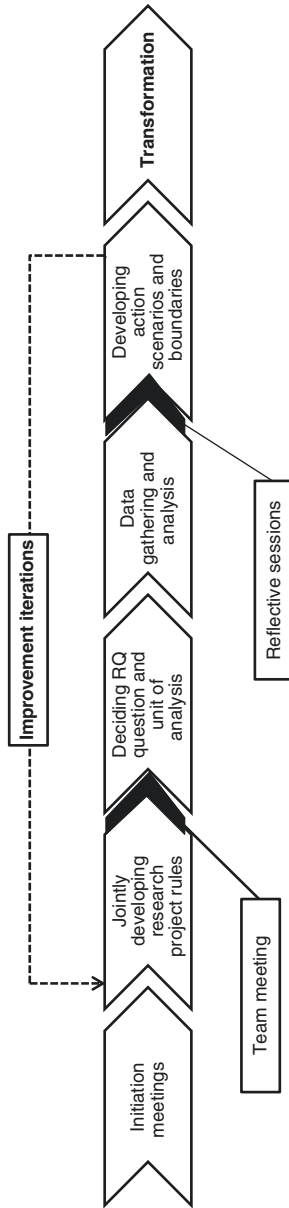 Improvement iterations
Initiation
meetings
Jointly
developing
research
project rules
Deciding RQ
question and
unit of
analysis
Data
gathering and
analysis
Developing
action
scenarios and
boundaries
Transformation
Team meeting
Reflective sessions